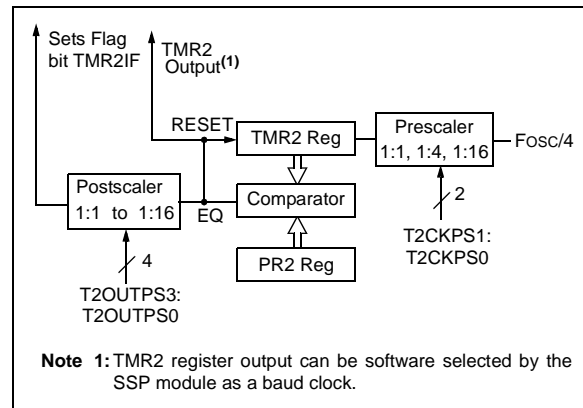 Sets Flag
bit TMR2IF
TMR2
Output(1)
RESET
TMR2 Reg
Prescaler
1:1, 1:4, 1:16
FOSC/4
Postscaler
1:1 to 1:16
EQ
Comparator
2
T2CKPS1:
T2CKPS0
4
PR2 Reg
T2OUTPS3:
T2OUTPS0
Note 1: TMR2 register output can be software selected by the
SSP module as a baud clock.